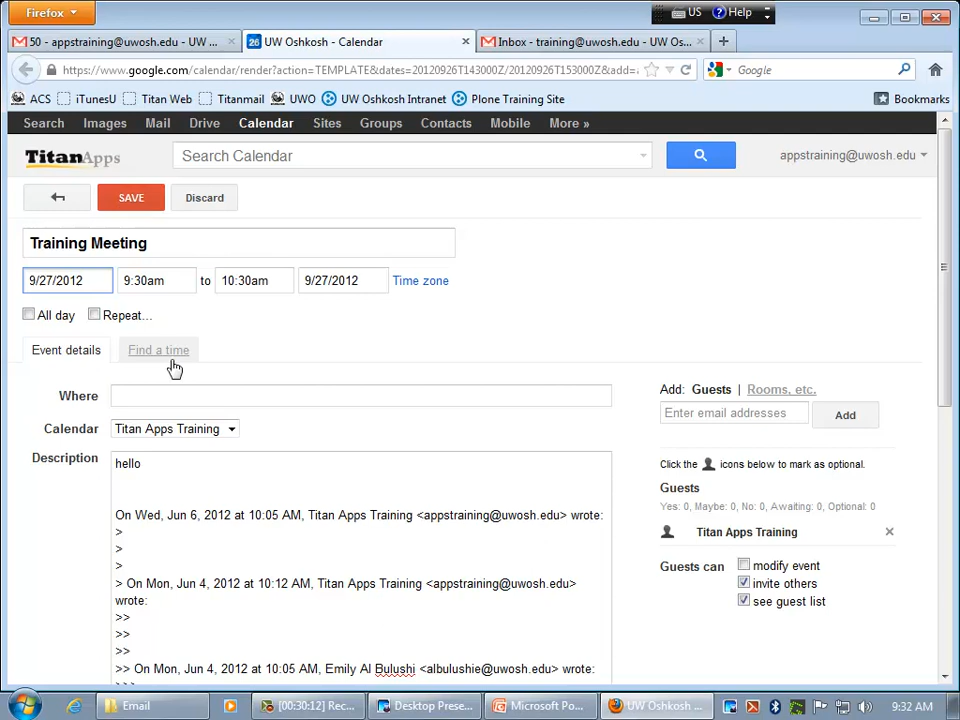 Firefox
US Help
50 - appstraining@uwosh.edu - UW ...
26 UW Oshkosh - Calendar
Inbox - training@uwosh.edu - UW Os...
https://www.google.com/calendar/render?action=TEMPLATE&dates=20120926T143000Z/20120926T153000Z&add=
Google
ACS iTunesU Titan Web Titanmail UWO UW Oshkosh Intranet Plone Training Site Bookmarks
Search Images Mail Drive Calendar Sites Groups Contacts Mobile More »
TitanApps
Search Calendar
appstraining@uwosh.edu
SAVE Discard
Training Meeting
9/27/2012 9:30am to 10:30am 9/27/2012 Time zone
All day Repeat...
Event details Find a time
Where
Calendar Titan Apps Training
Description hello
On Wed, Jun 6, 2012 at 10:05 AM, Titan Apps Training <appstraining@uwosh.edu> wrote:
>
>
>
> On Mon, Jun 4, 2012 at 10:12 AM, Titan Apps Training <appstraining@uwosh.edu>
wrote:
>>
>>
>>
>> On Mon, Jun 4, 2012 at 10:05 AM, Emily Al Bulushi <albulushie@uwosh.edu> wrote:
>>>
Add: Guests | Rooms, etc.
Enter email addresses Add
Click the icons below to mark as optional.
Guests
Yes: 0, Maybe: 0, No: 0, Awaiting: 0, Optional: 0
Titan Apps Training
Guests can modify event
invite others
see guest list
Email
[00:30:12] Rec...
Desktop Prese...
Microsoft Po...
UW Oshkosh ...
9:32 AM